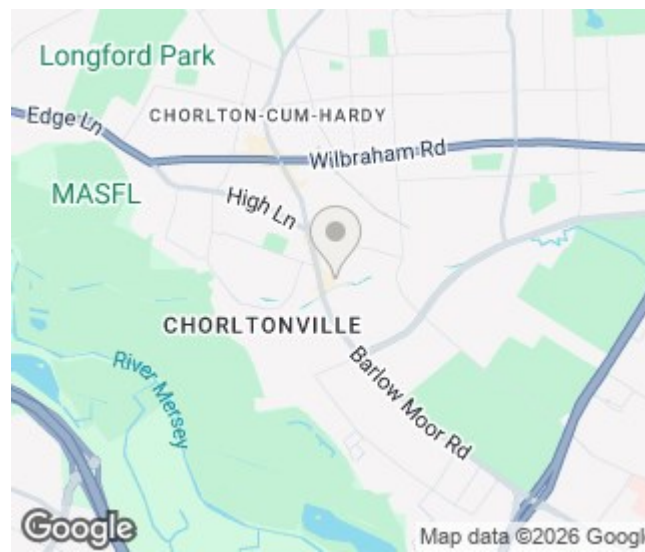 Longford Park
Edge Ln
CHORLTON-CUM-HARDY
Wilbraham Rd
MASFL
High Ln
CHORLTONVILLE
River Mersey
Barlow Moor Rd
Google
Map data ©2026 Google